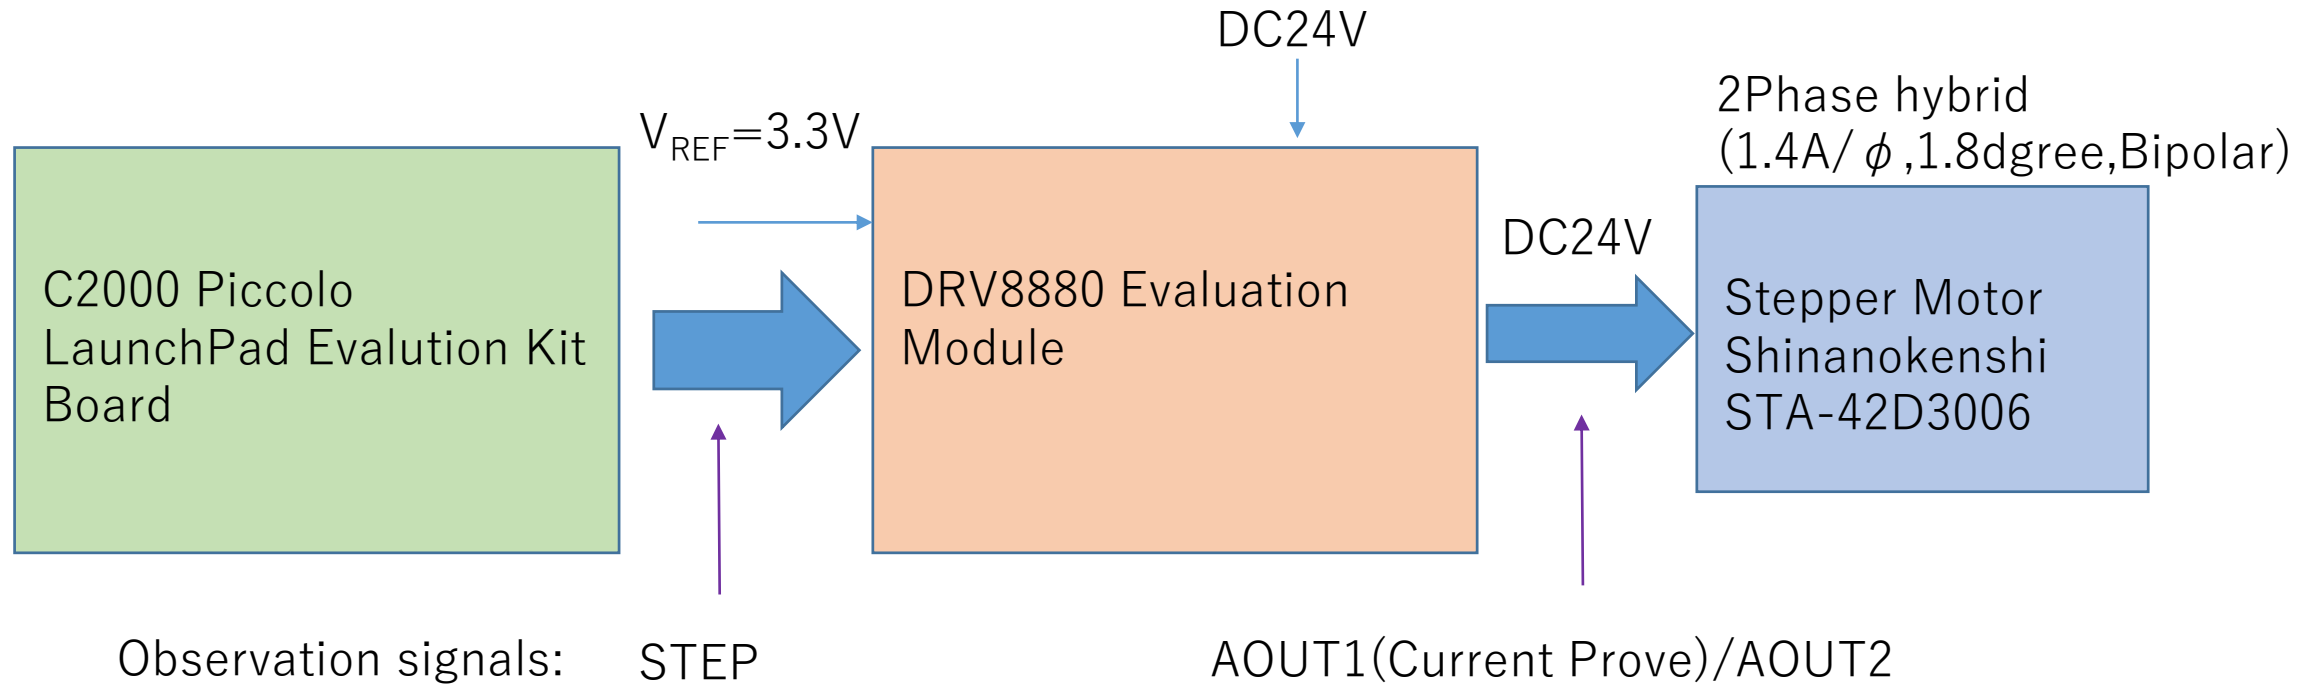 DC24V
2Phase hybrid
(1.4A/φ,1.8dgree,Bipolar)
VREF=3.3V
DC24V
C2000 Piccolo
LaunchPad Evalution Kit
Board
DRV8880 Evaluation
Module
Stepper Motor
Shinanokenshi
STA-42D3006
Observation signals:
STEP
AOUT1(Current Prove)/AOUT2